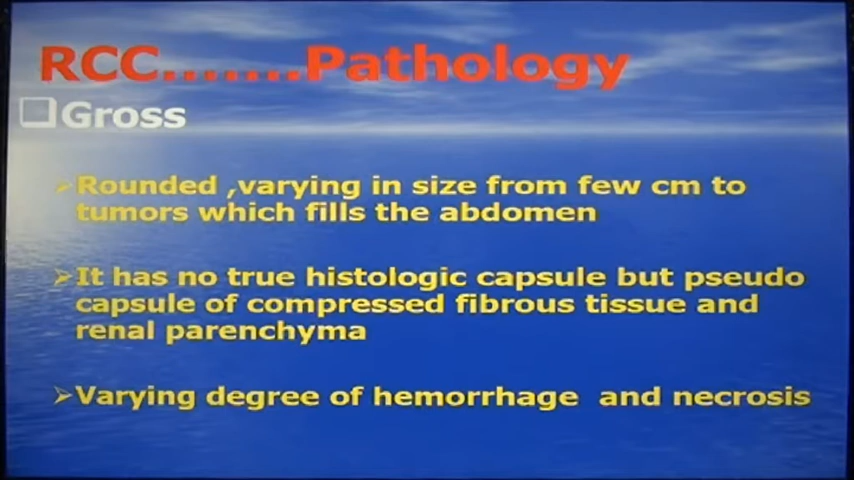 RCC.......Pathology
Gross
Rounded ,varying in size from few cm to
tumors which fills the abdomen
It has no true histologic capsule but pseudo
capsule of compressed fibrous tissue and
renal parenchyma
Varying degree of hemorrhage and necrosis